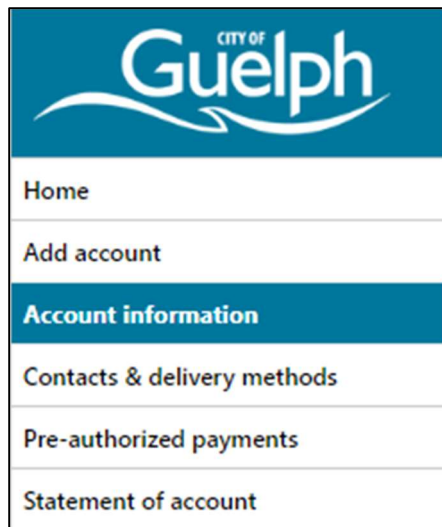 CITY OF
Guelph
Home
Add account
Account information
Contacts & delivery methods
Pre-authorized payments
Statement of account